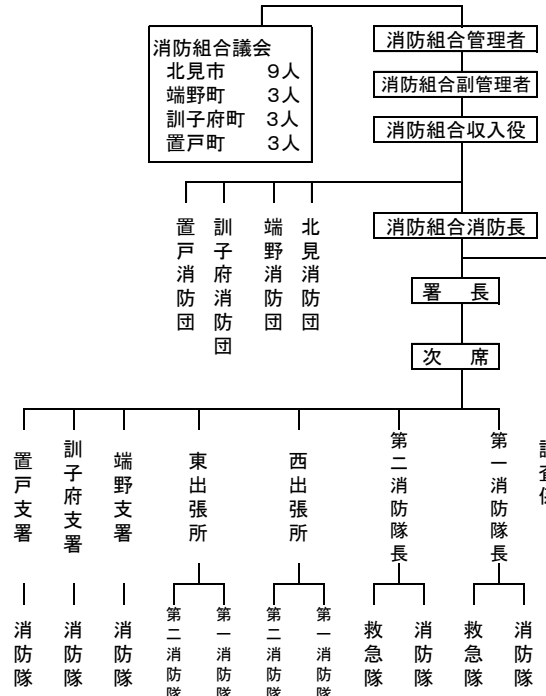 消防組合議会
北見市 9人
端野町 3人
訓子府町 3人
置戸町 3人
消防組合管理者
消防組合副管理者
消防組合収入役
置戸消防団
訓子府消防団
端野消防団
北見消防団
消防組合消防長
署 長
次 席
置戸支署
訓子府支署
端野支署
東出張所
西出張所
第二消防隊長
第一消防隊長
消防隊
消防隊
消防隊
第二消防隊
第一消防隊
第二消防隊
第一消防隊
救急隊
消防隊
救急隊
消防隊